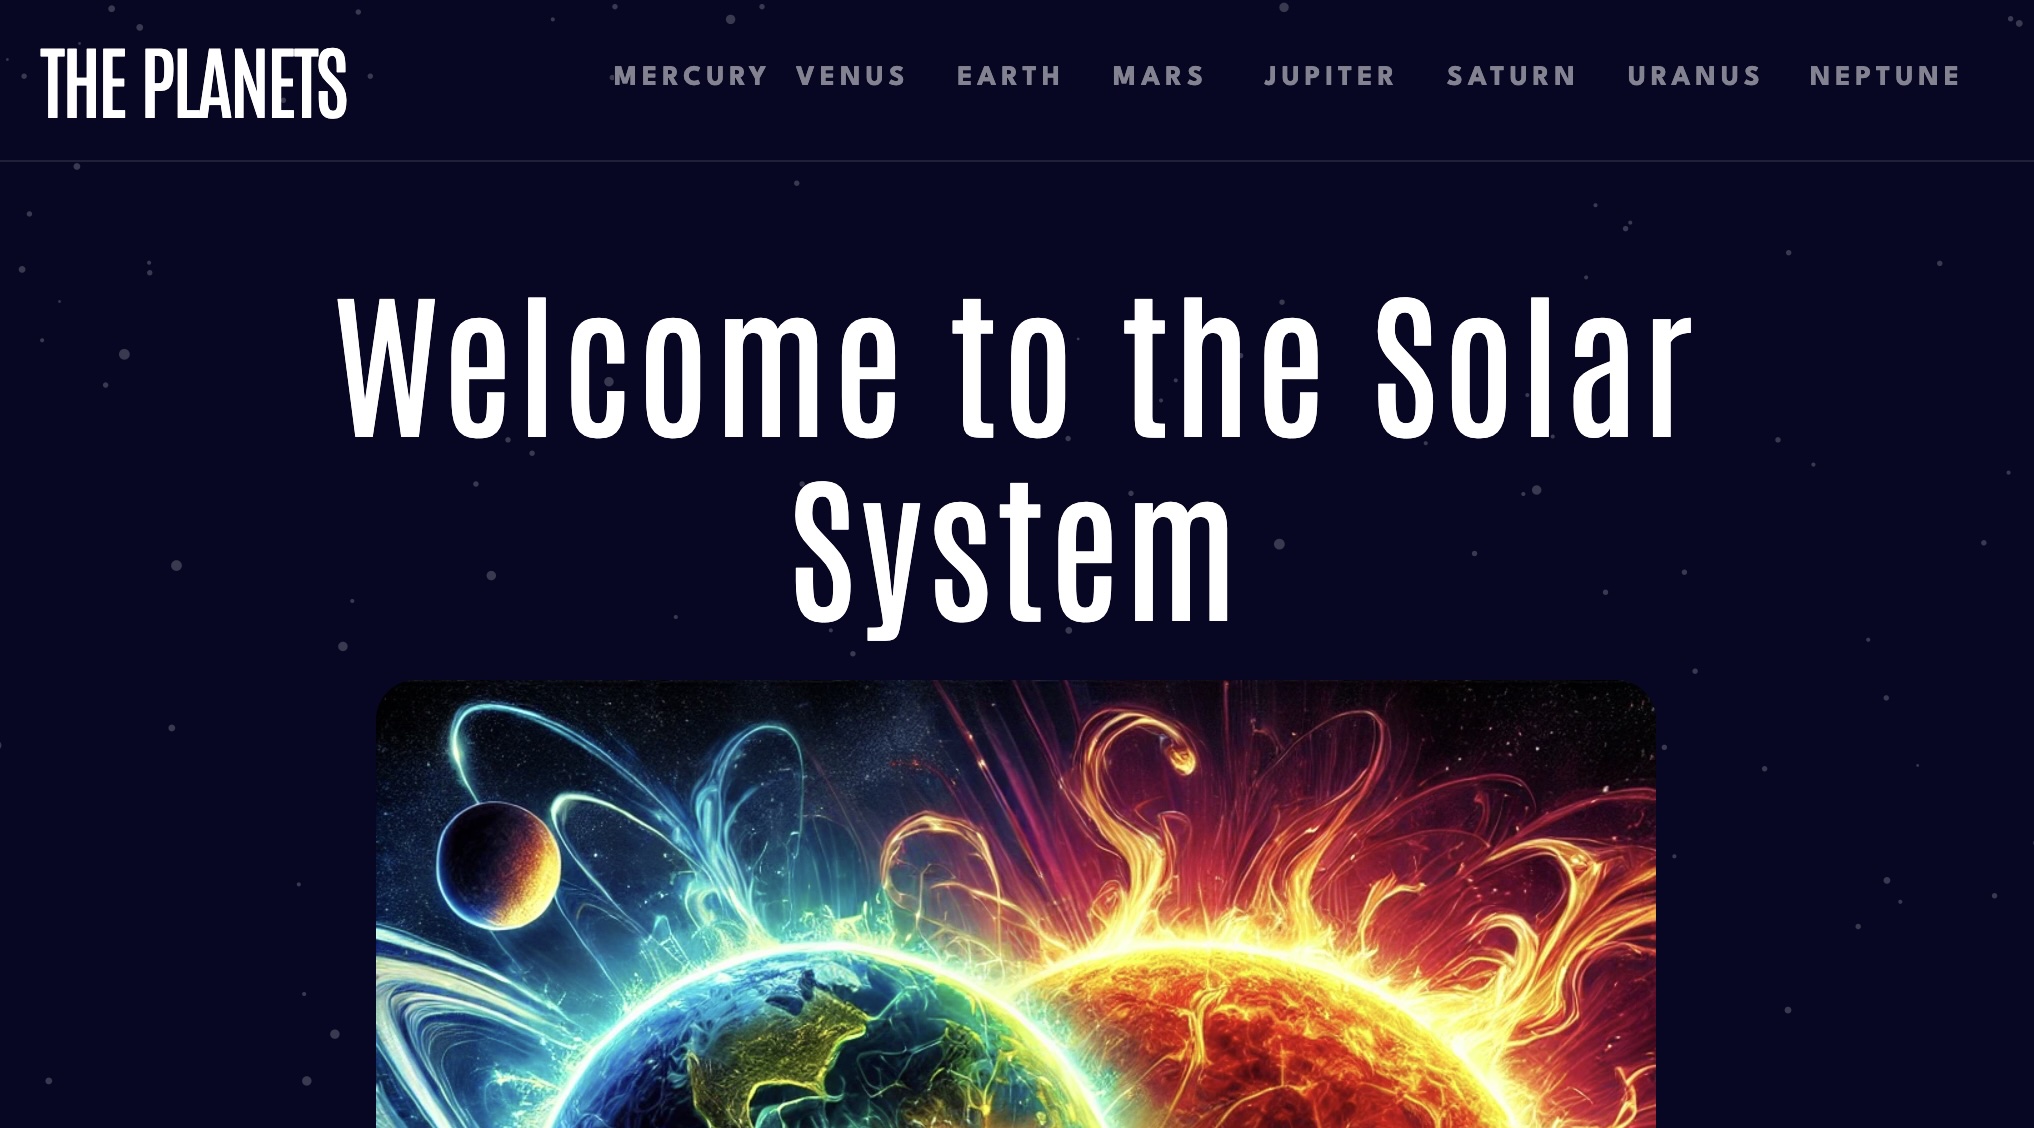 THE PLANETS
MERCURY VENUS EARTH MARS JUPITER SATURN URANUS NEPTUNE
Welcome to the Solar
System